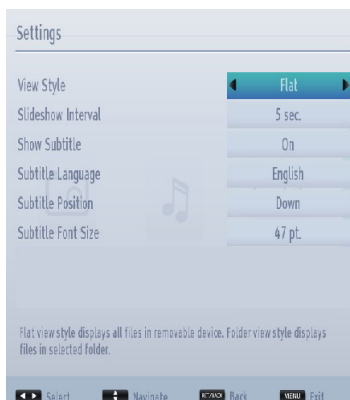 Settings
View Style Flat
Slideshow Interval 5 sec.
Show Subtitle On
Subtitle Language English
Subtitle Position Down
Subtitle Font Size 47 pt.
Flat view style displays all files in removable device. Folder view style displays
files in selected folder.
Select Navigate RET/BACK Back MENU Exit